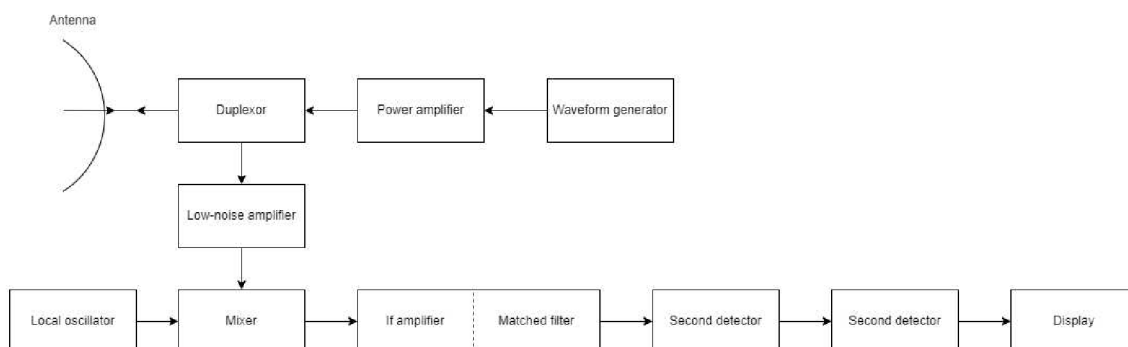 Antenna
Duplexor
Power amplifier
Waveform generator
Low-noise amplifier
Local oscillator
Mixer
If amplifier
Matched filter
Second detector
Second detector
Display